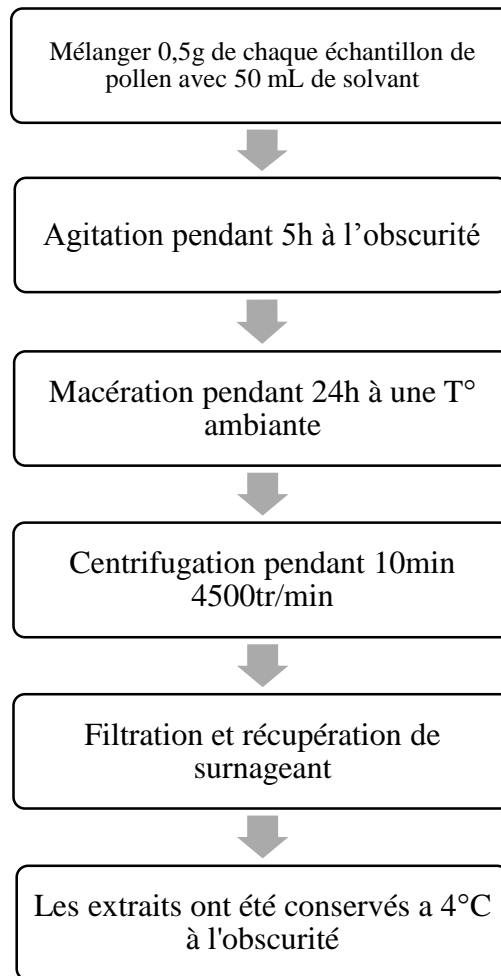 Mélanger 0,5g de chaque échantillon de
pollen avec 50 mL de solvant
Agitation pendant 5h à l’obscurité
Macération pendant 24h à une T°
ambiante
Centrifugation pendant 10min
4500tr/min
Filtration et récupération de
surnageant
Les extraits ont été conservés a 4°C
à l'obscurité